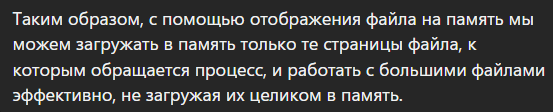 Таким образом, с помощью отображения файла на память мы
можем загружать в память только те страницы файла, к
которым обращается процесс, и работать с большими файлами
эффективно, не загружая их целиком в память.